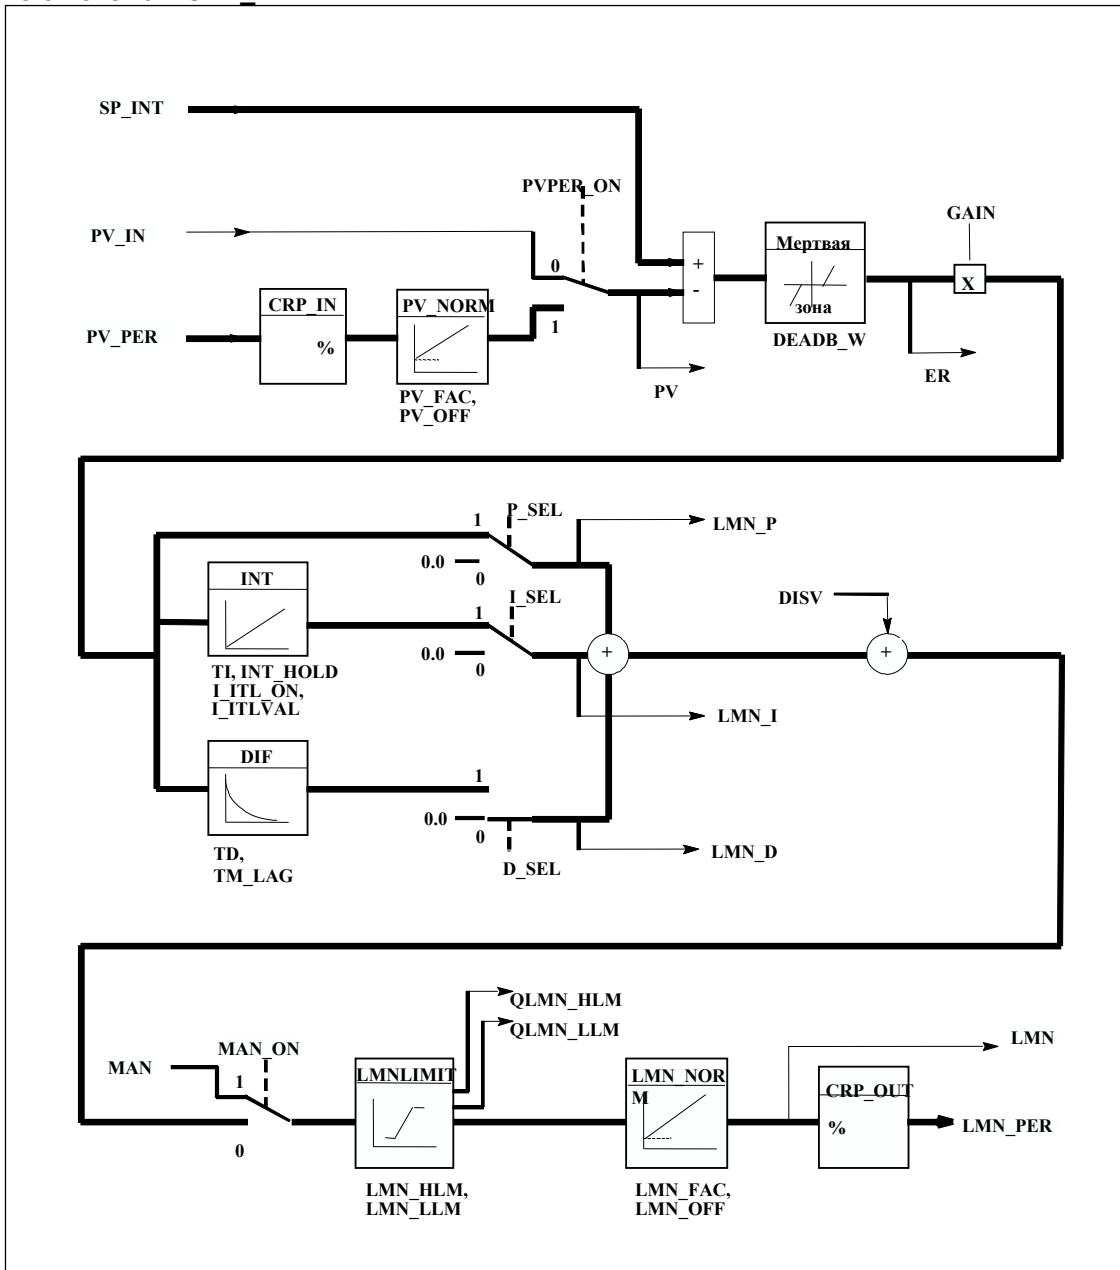 SP_INT
PVPER_ON
GAIN
PV_IN
Мертвая
+
0
X
-
CRP_IN
PV_NORM
зона
1
PV_PER
%
DEADB_W
ER
PV
PV_FAC,
PV_OFF
P_SEL
1
LMN_P
0.0
0
INT
I_SEL
DISV
1
0.0
+
+
0
TI, INT_HOLD
I_ITL_ON,
I_ITLVAL
LMN_I
DIF
1
0.0
0
TD,
LMN_D
D_SEL
TM_LAG
QLMN_HLM
QLMN_LLM
LMN
MAN_ON
MAN
LMNLIMIT
LMN_NOR
M
1
CRP_OUT
%
LMN_PER
0
LMN_HLM,
LMN_LLM
LMN_FAC,
LMN_OFF